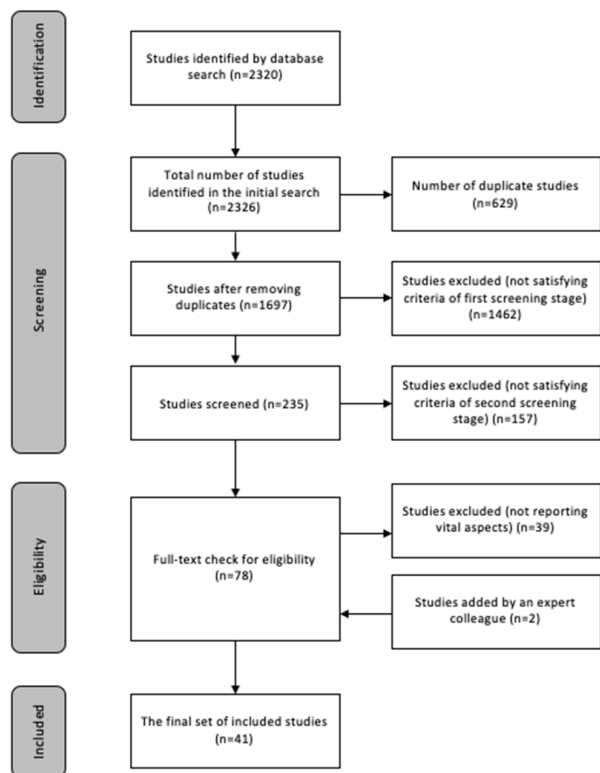 Identification
Studies identified by database
search (n=2320)
Screening
Total number of studies
identified in the initial search
(n=2326)
Number of duplicate studies
(n=629)
Studies after removing
duplicates (n=1697)
Studies excluded (not satisfying
criteria of first screening stage)
(n=1462)
Studies screened (n=235)
Studies excluded (not satisfying
criteria of second screening
stage) (n=157)
Eligibility
Full-text check for eligibility
(n=78)
Studies excluded (not reporting
vital aspects) (n=39)
Studies added by an expert
colleague (n=2)
Included
The final set of included studies
(n=41)